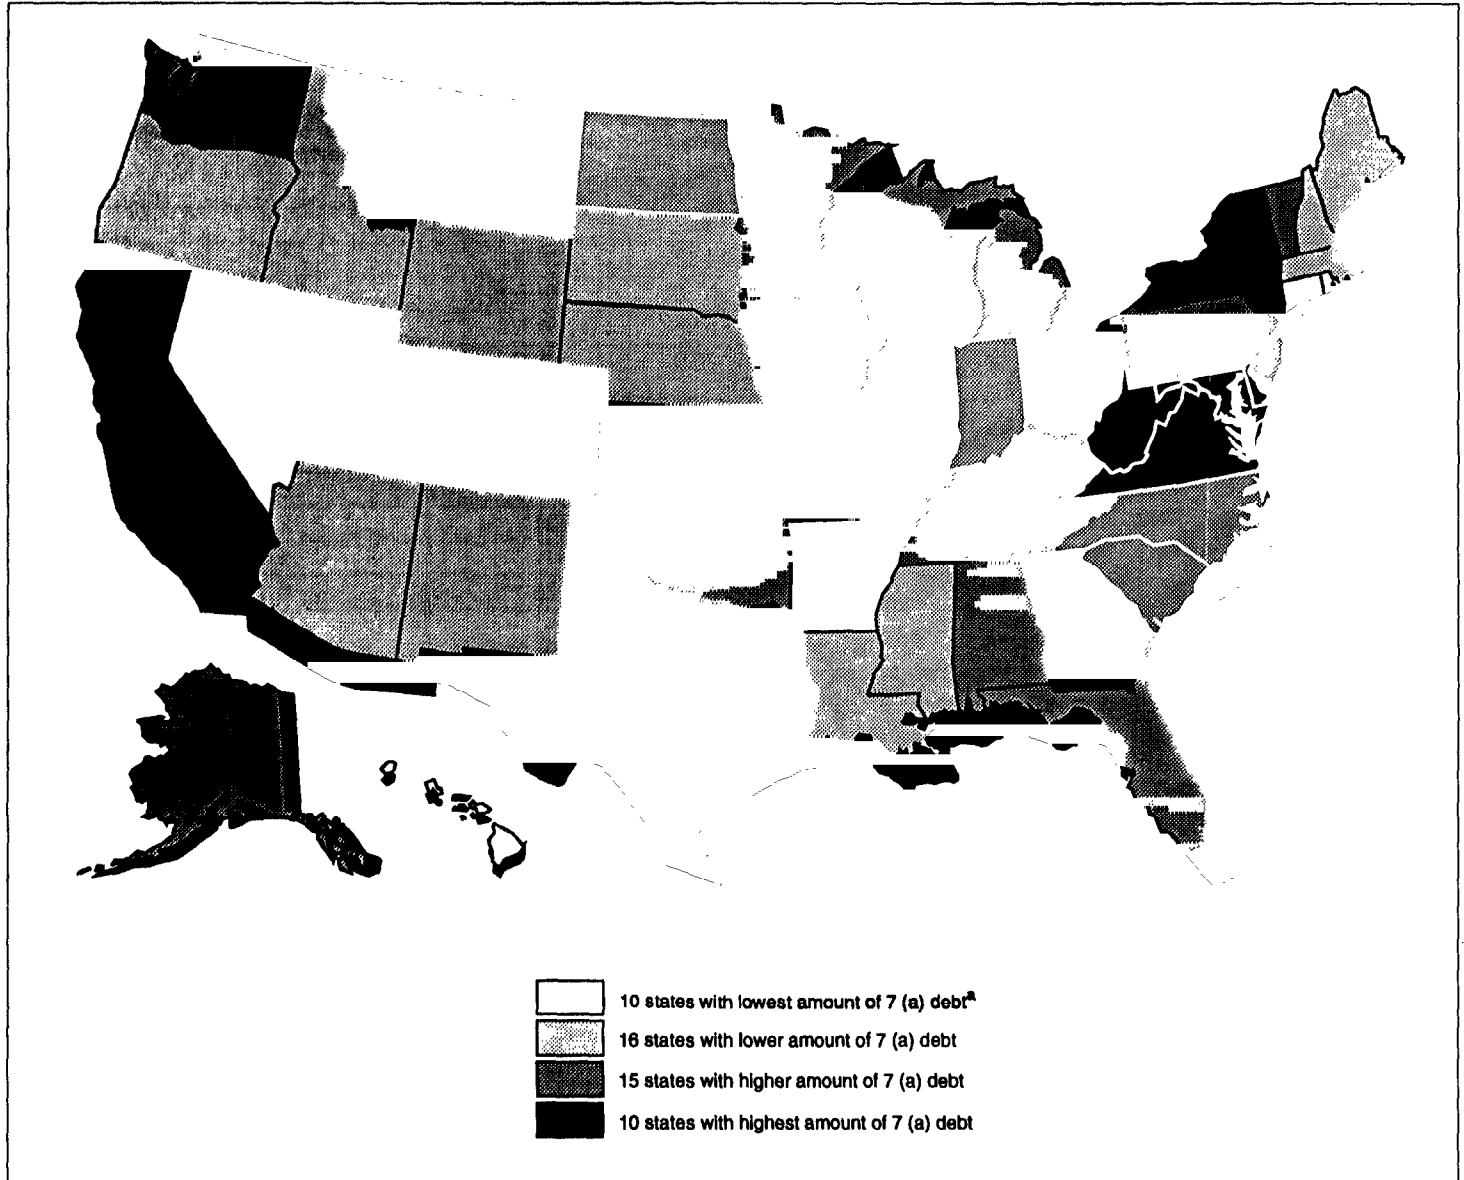 10 states with lowest amount of 7 (a) debtª
16 states with lower amount of 7 (a) debt
15 states with higher amount of 7 (a) debt
10 states with highest amount of 7 (a) debt